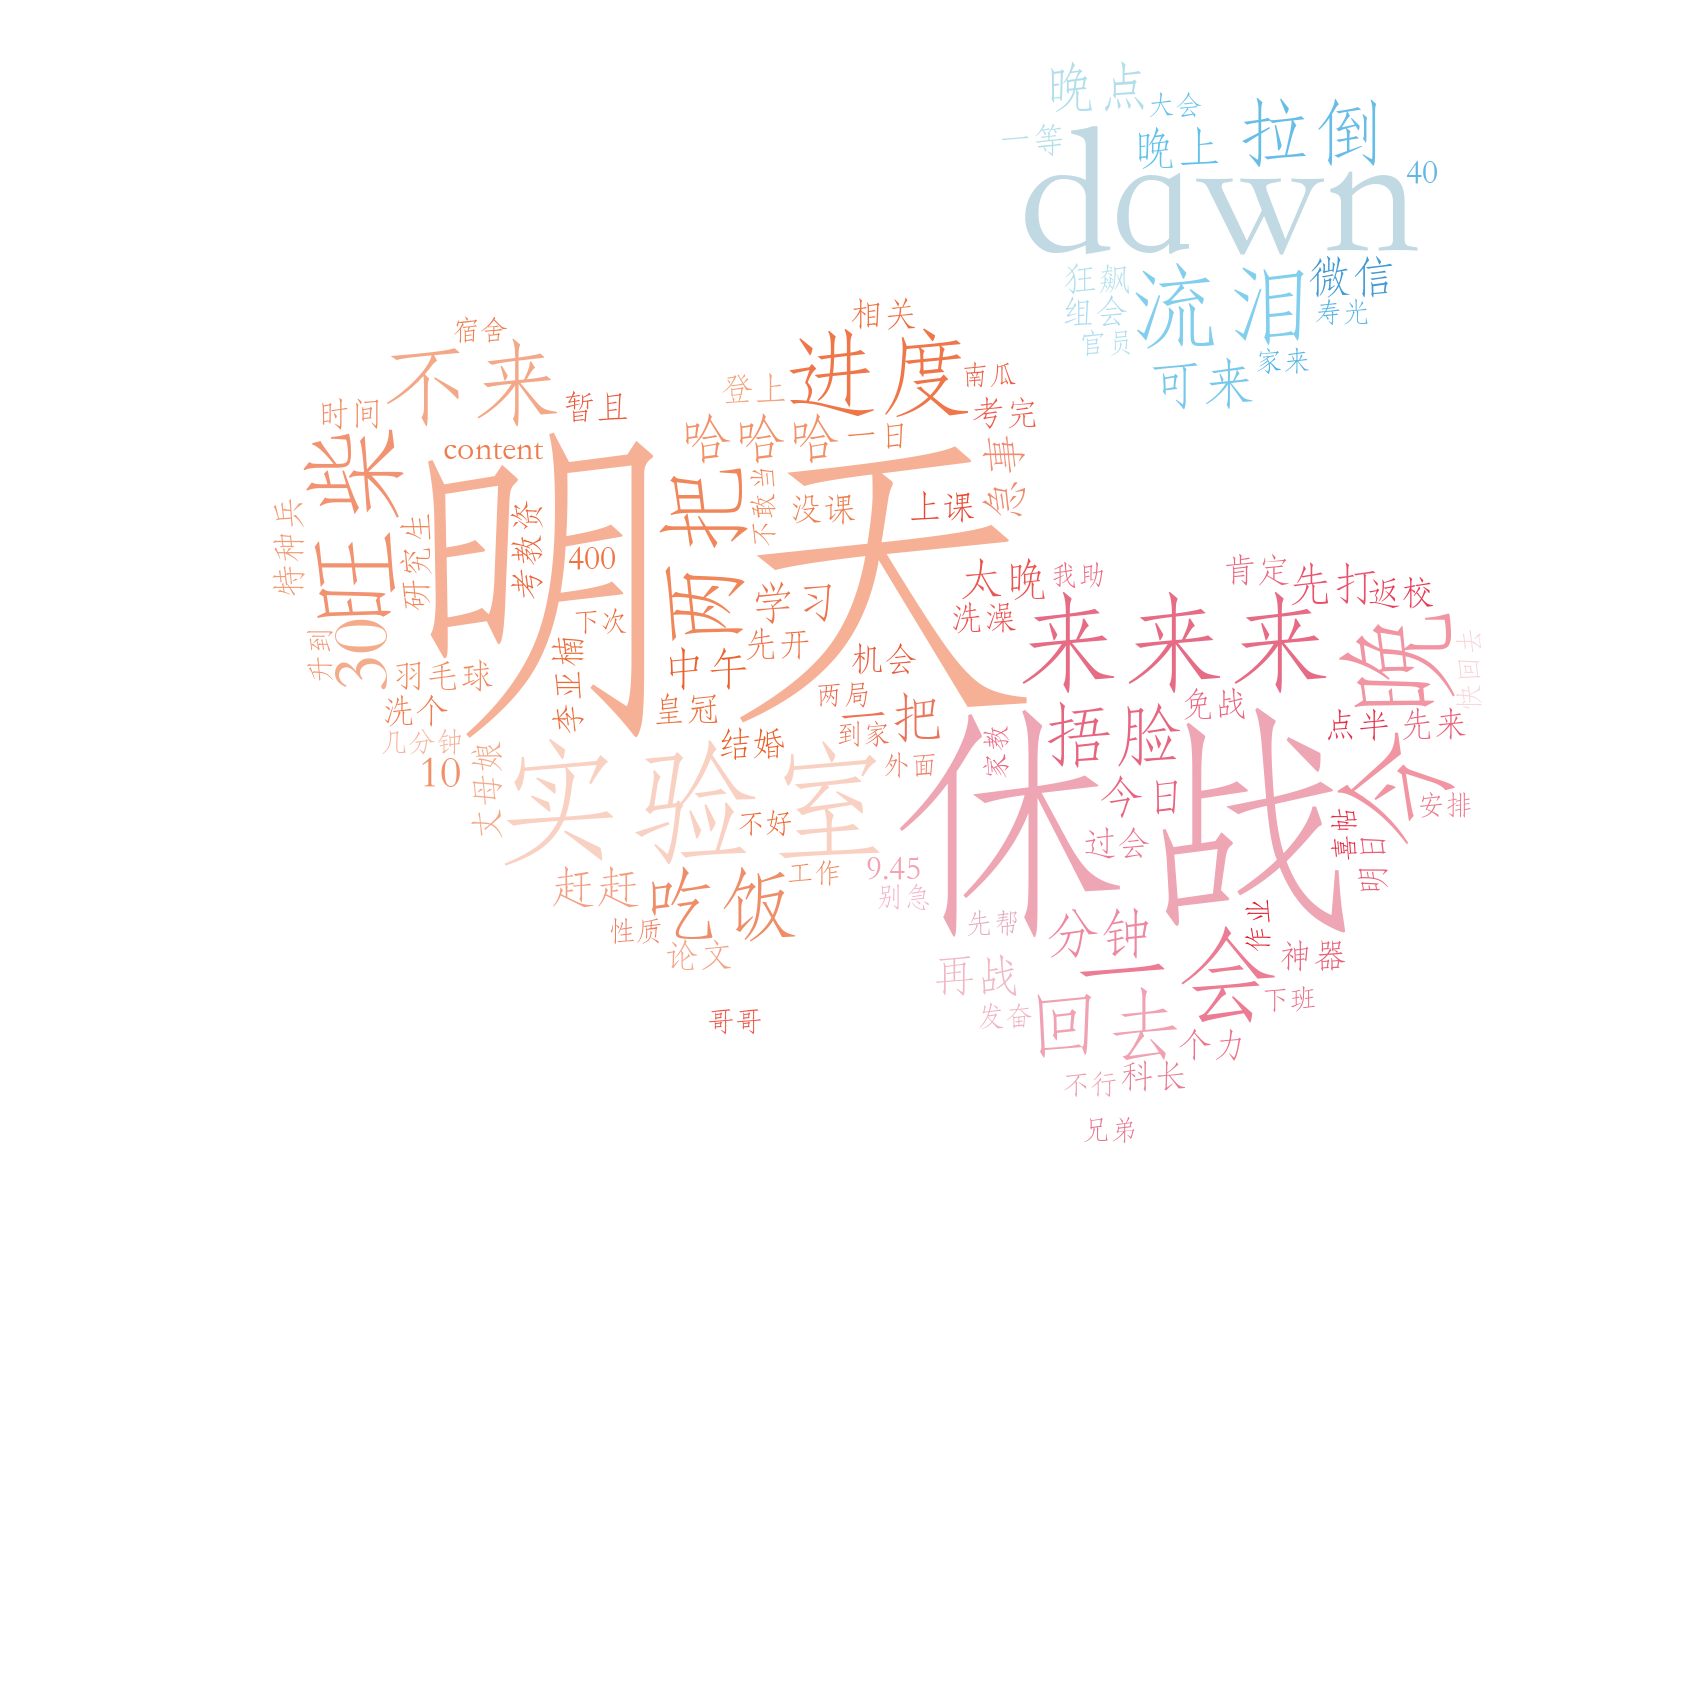 晚点
大会
拉倒
一等
晚上
dawn
40
狂飙
流泪
微信
组会
寿光
官员
可来
家来
宿舍
不来
相关
进度
登上
南瓜
时间
暂且
考完
哈哈哈
一日
content
旺柴
明天
两把
不敢当
没课
上课
急事
特种兵
研究生
考教资
400
30
升到
下次
学习
先开
李亚楠
中午
机会
羽毛球
洗个
皇冠
两局
一把
几分钟
结婚
到家
外面
10
丈母娘
实验室
不好
赶赶
吃饭
工作
性质
论文
哥哥
太晚
我助
肯定
先打
返校
洗澡
来来来
今晚
快回去
免战
捂脸
点半
先来
家教
休战
今日
安排
过会
喜帖
明日
9.45
别急
先帮
分钟
作业
一会
神器
再战
下班
发奋
回去
个力
不行
科长
兄弟